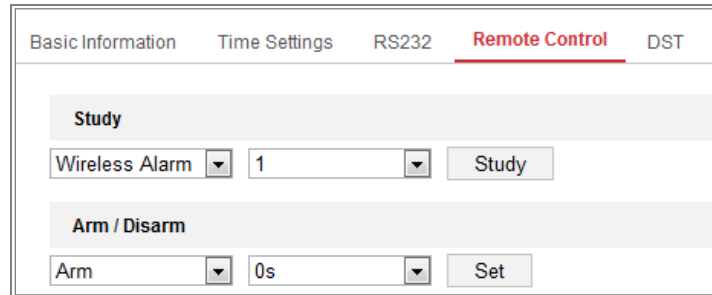 Basic Information Time Settings RS232 Remote Control DST
Study
Wireless Alarm 1 Study
Arm / Disarm
Arm 0s Set